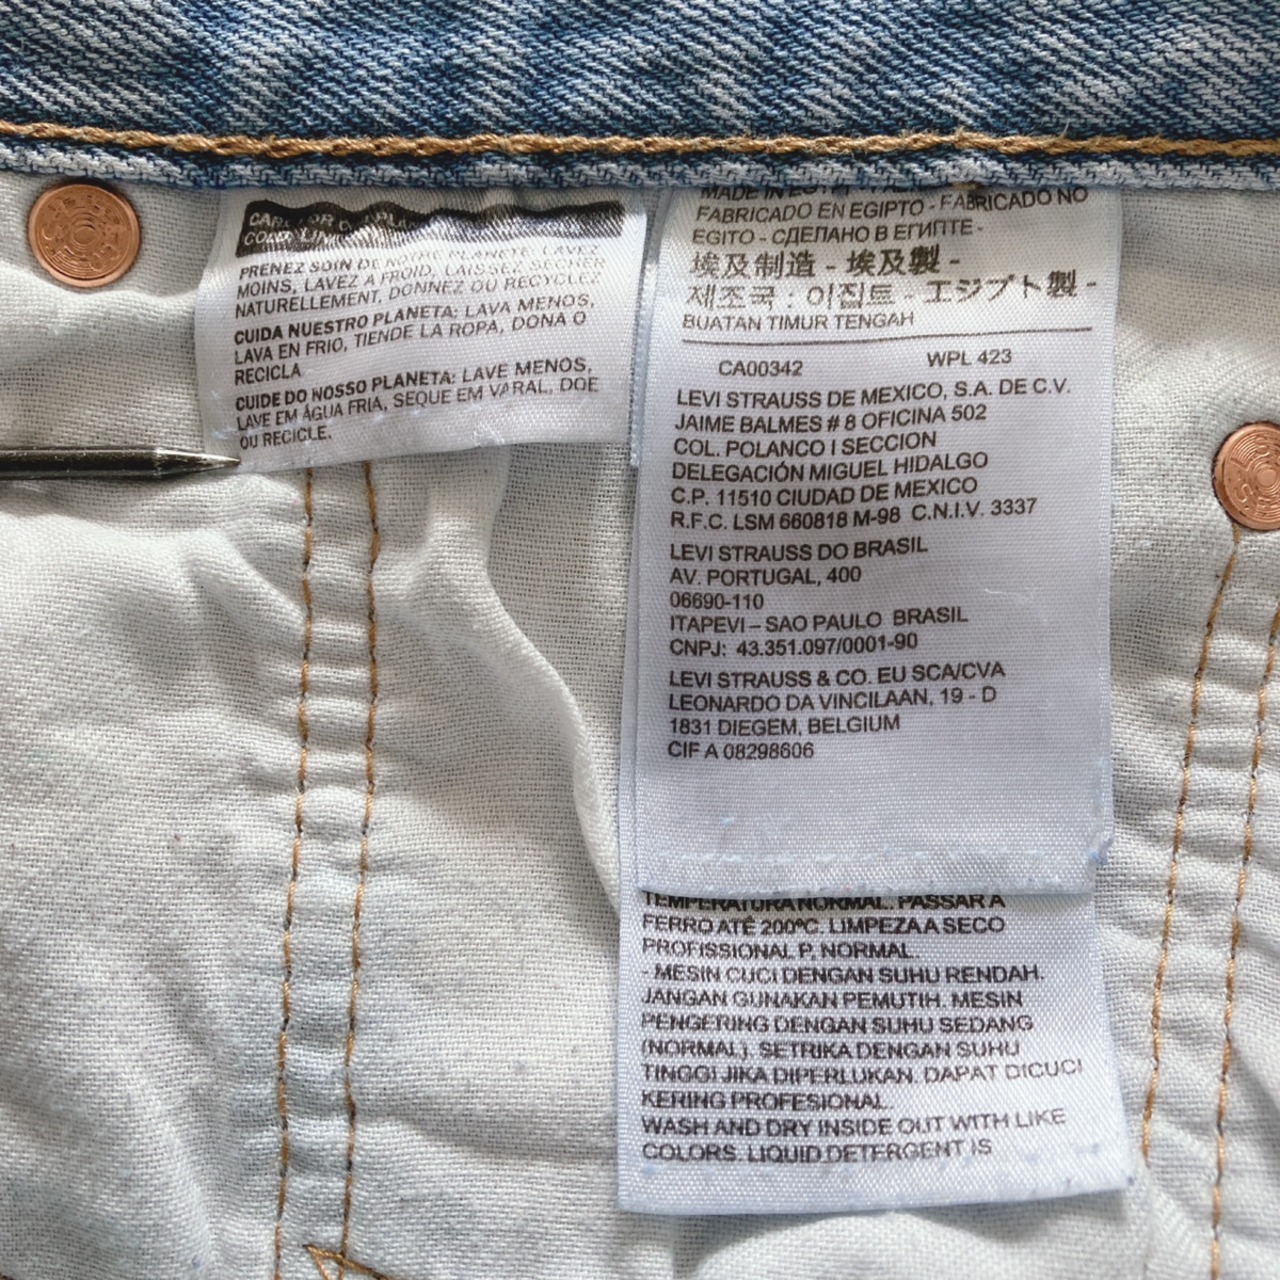 PRENEZ SOIN DE NOTRE PLANÈTE: LAVEZ
MOINS, LAVEZ À FROID, LAISSEZ SÉCHER
NATURELLEMENT, DONNEZ OU RECYCLEZ
CUIDA NUESTRO PLANETA: LAVA MENOS,
LAVA EN FRIO, TIENDE LA ROPA, DONA O
RECICLA
CUIDE DO NOSSO PLANETA: LAVE MENOS,
LAVE EM ÁGUA FRIA, SEQUE EM VARAL, DOE
OU RECICLE.
MADE IN
FABRICADO EN EGIPTO - FABRICADO NO
EGITO - СДЕЛАНО В ЕГИПТЕ -
埃及制造 - 埃及製 -
제조국 : 이집트 - エジプト製 -
BUATAN TIMUR TENGAH
CA00342 WPL 423
LEVI STRAUSS DE MEXICO, S.A. DE C.V.
JAIME BALMES # 8 OFICINA 502
COL. POLANCO I SECCION
DELEGACIÓN MIGUEL HIDALGO
C.P. 11510 CIUDAD DE MEXICO
R.F.C. LSM 660818 M-98 C.N.I.V. 3337
LEVI STRAUSS DO BRASIL
AV. PORTUGAL, 400
06690-110
ITAPEVI – SAO PAULO BRASIL
CNPJ: 43.351.097/0001-90
LEVI STRAUSS & CO. EU SCA/CVA
LEONARDO DA VINCILAAN, 19 - D
1831 DIEGEM, BELGIUM
CIF A 08298606
TEMPERATURA NORMAL. PASSAR A
FERRO ATÉ 200ºC. LIMPEZA A SECO
PROFISSIONAL P, NORMAL.
- MESIN CUCI DENGAN SUHU RENDAH.
JANGAN GUNAKAN PEMUTIH. MESIN
PENGERING DENGAN SUHU SEDANG
(NORMAL). SETRIKA DENGAN SUHU
TINGGI JIKA DIPERLUKAN. DAPAT DICUCI
KERING PROFESIONAL.
WASH AND DRY INSIDE OUT WITH LIKE
COLORS. LIQUID DETERGENT IS